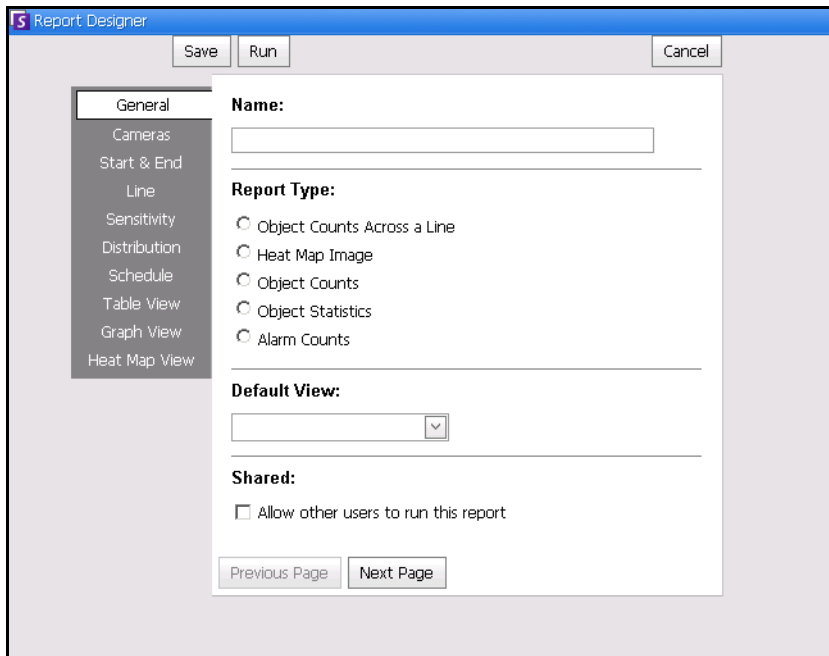 S Report Designer
Save Run Cancel
General
Cameras
Start & End
Line
Sensitivity
Distribution
Schedule
Table View
Graph View
Heat Map View
Name:
Report Type:
Object Counts Across a Line
Heat Map Image
Object Counts
Object Statistics
Alarm Counts
Default View:
Shared:
Allow other users to run this report
Previous Page Next Page